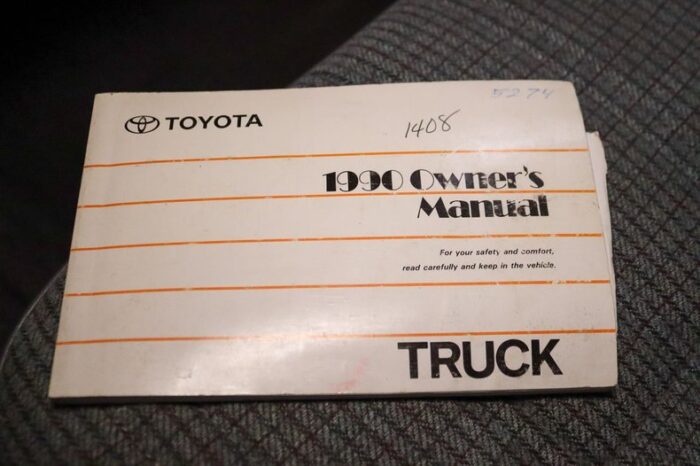 5274
TOYOTA
1408
1990 Owner's
Manual
For your safety and comfort,
read carefully and keep in the vehicle.
TRUCK